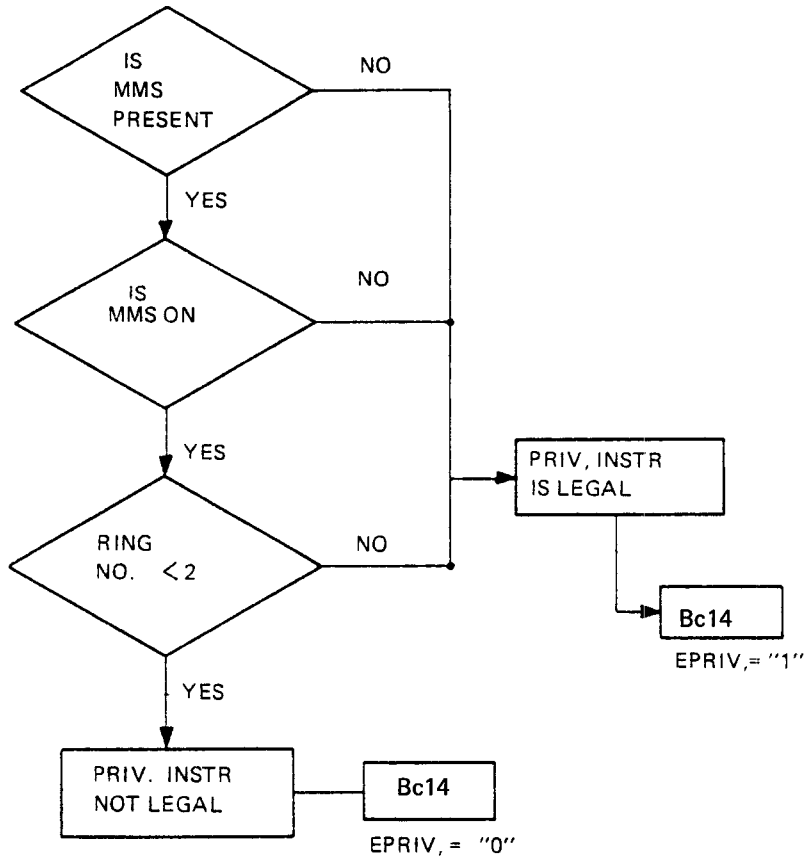 IS
MMS
PRESENT
NO
YES
IS
MMS ON
NO
YES
RING
NO. <2
NO
YES
PRIV. INSTR
NOT LEGAL
Bc14
EPRIV, = "0"
PRIV, INSTR
IS LEGAL
Bc14
EPRIV,= "1"